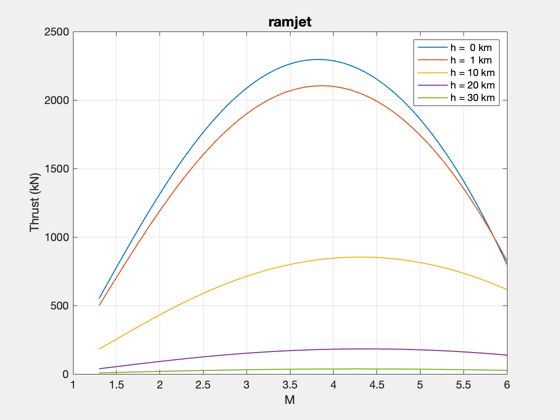 ramjet
2500
2000
1500
1000
500
0
Thrust (kN)
h =  0 km
h =  1 km
h = 10 km
h = 20 km
h = 30 km
1 1.5 2 2.5 3 3.5 4 4.5 5 5.5 6
M